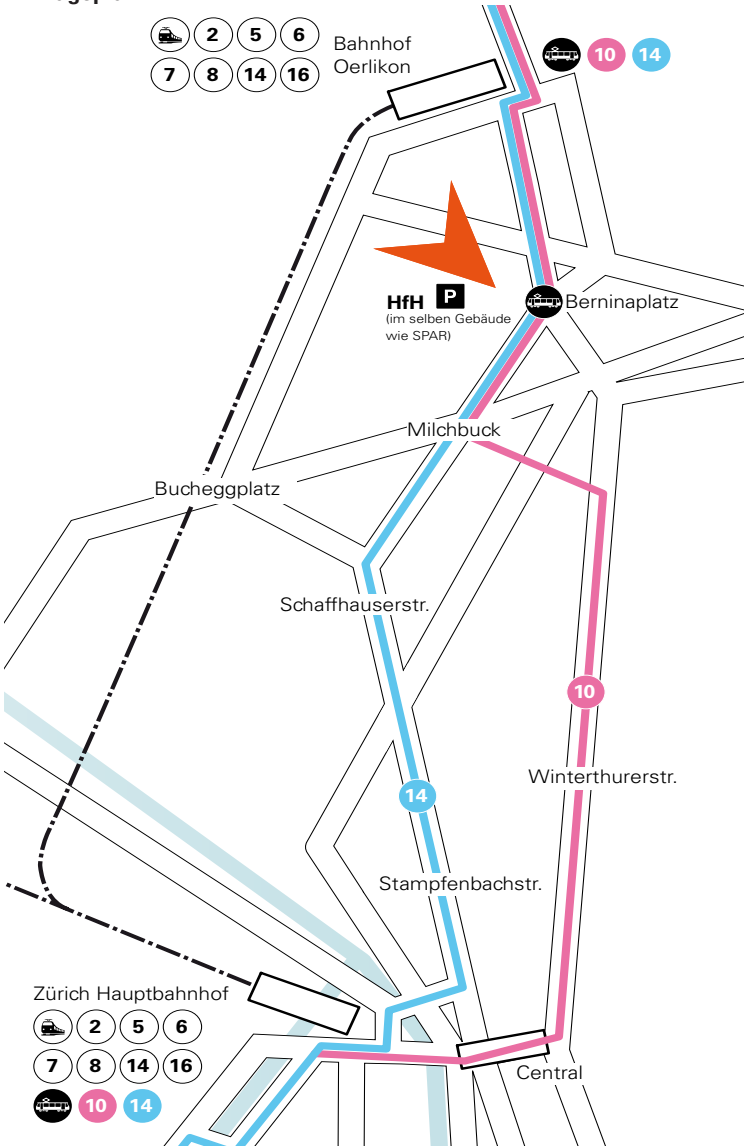 2 5 6
7 8 14 16
Bahnhof
Oerlikon
10 14
HfH P
(im selben Gebäude
wie SPAR)
Berninaplatz
Milchbuck
Bucheggplatz
Schaffhauserstr.
10
Winterthurerstr.
14
Stampfenbachstr.
Zürich Hauptbahnhof
2 5 6
7 8 14 16
10 14
Central